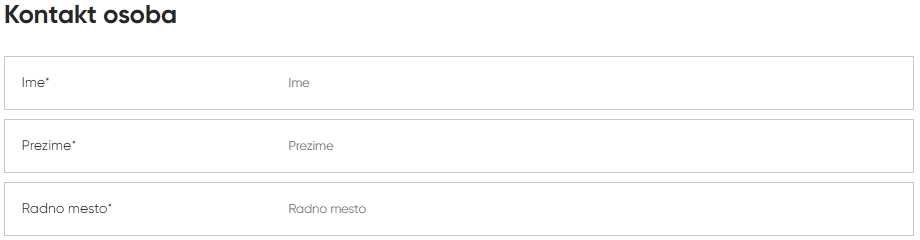 Kontakt osoba
Ime* Ime
Prezime* Prezime
Radno mesto* Radno mesto